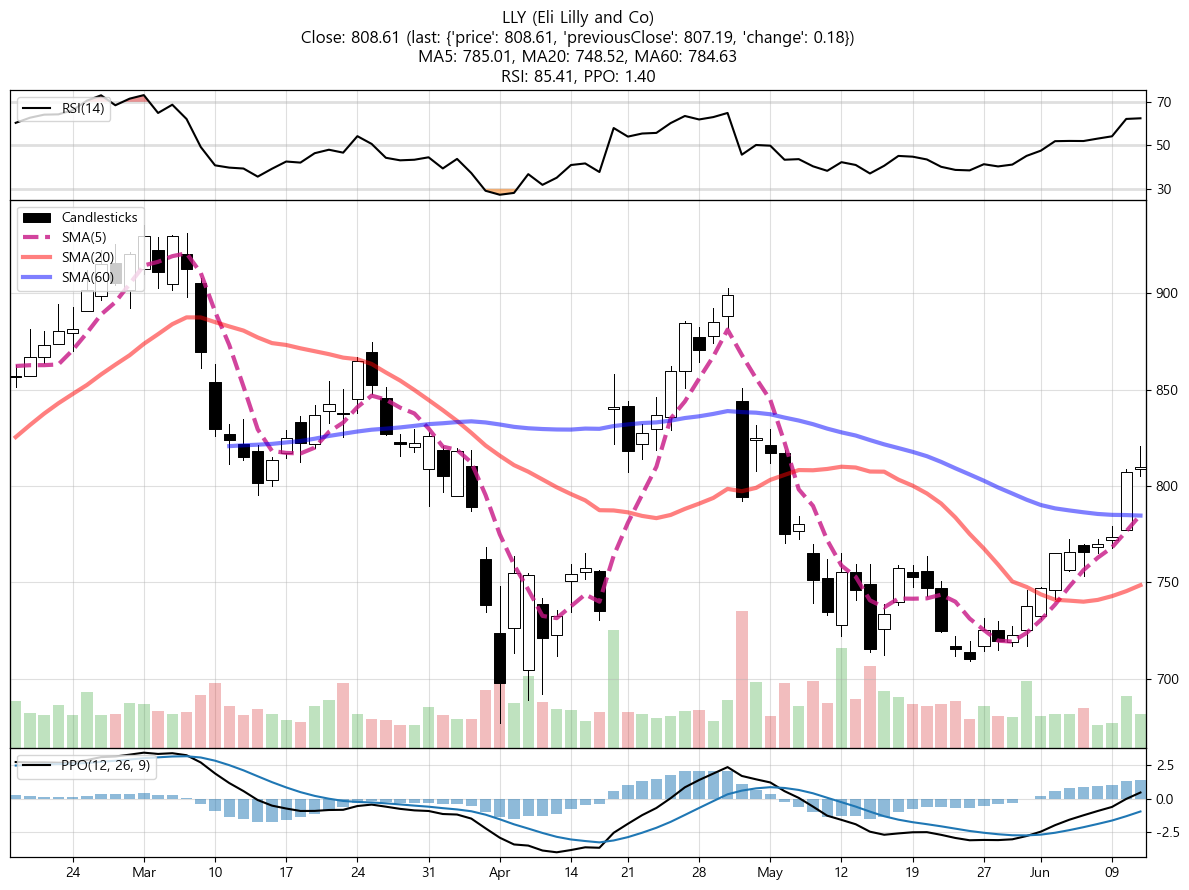 LLY (Eli Lilly and Co)
Close: 808.61 (last: {'price': 808.61, 'previousClose': 807.19, 'change': 0.18})
MA5: 785.01, MA20: 748.52, MA60: 784.63
RSI: 85.41, PPO: 1.40
RSI(14)
70
50
30
Candlesticks
SMA(5)
SMA(20)
SMA(60)
900
850
800
750
700
PPO(12, 26, 9)
2.5
0.0
−2.5
24 Mar 10 17 24 31 Apr 14 21 28 May 12 19 27 Jun 09